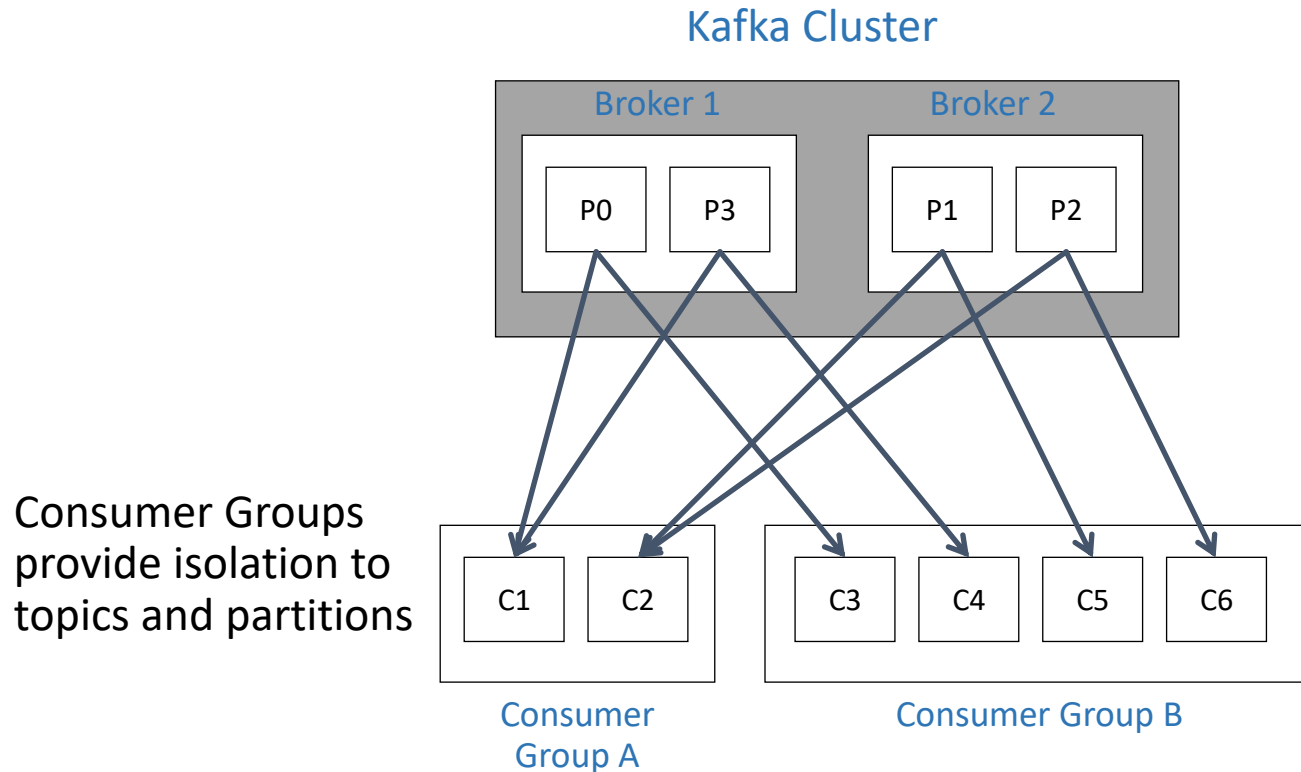 Kafka Cluster
Broker 1
Broker 2
P0
P3
P1
P2
Consumer Groups
provide isolation to
topics and partitions
C1
C2
C3
C4
C5
C6
Consumer
Group A
Consumer Group B